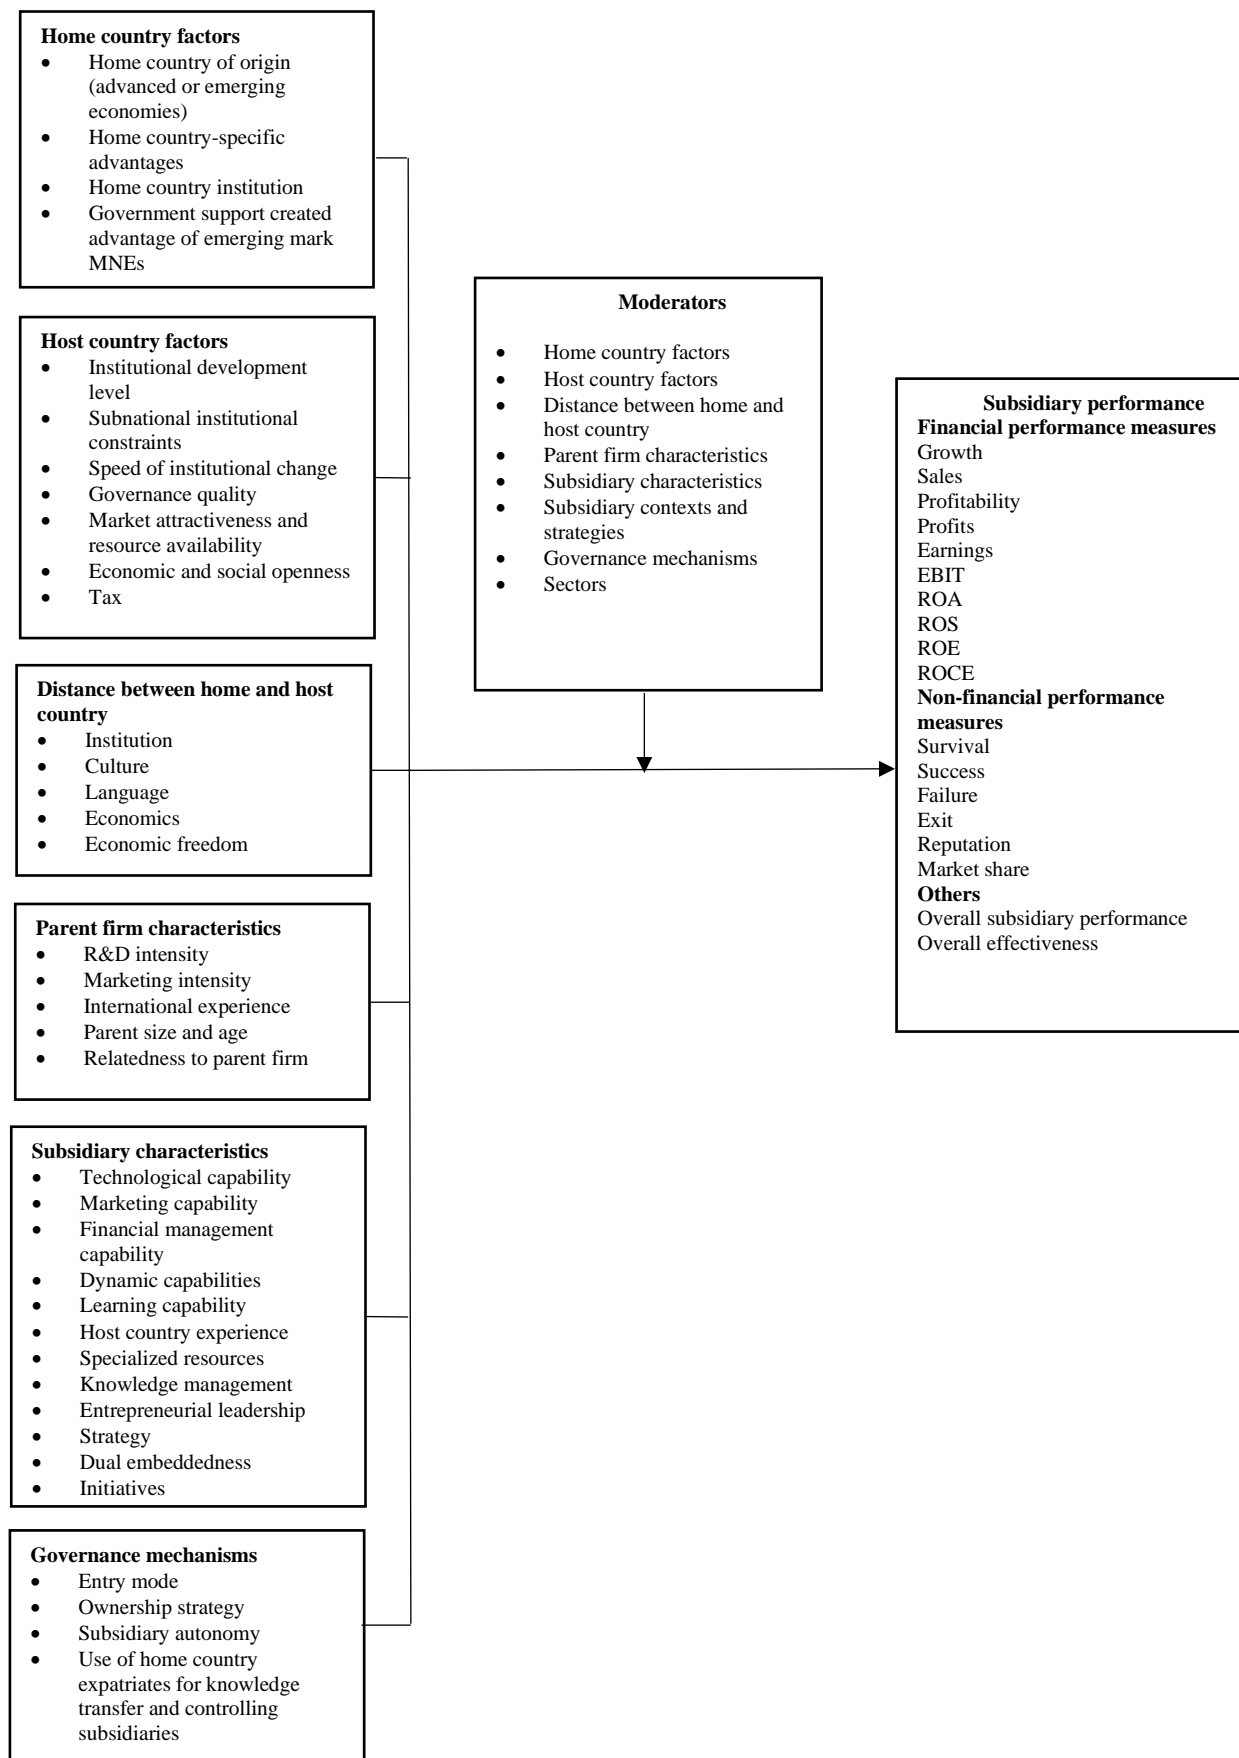 Home country factors
• Home country of origin
(advanced or emerging
economies)
• Home country-specific
advantages
• Home country institution
• Government support created
advantage of emerging mark
MNEs
Host country factors
• Institutional development
level
• Subnational institutional
constraints
• Speed of institutional change
• Governance quality
• Market attractiveness and
resource availability
• Economic and social openness
• Tax
Distance between home and host
country
• Institution
• Culture
• Language
• Economics
• Economic freedom
Parent firm characteristics
• R&D intensity
• Marketing intensity
• International experience
• Parent size and age
• Relatedness to parent firm
Subsidiary characteristics
• Technological capability
• Marketing capability
• Financial management
capability
• Dynamic capabilities
• Learning capability
• Host country experience
• Specialized resources
• Knowledge management
• Entrepreneurial leadership
• Strategy
• Dual embeddedness
• Initiatives
Governance mechanisms
• Entry mode
• Ownership strategy
• Subsidiary autonomy
• Use of home country
expatriates for knowledge
transfer and controlling
subsidiaries
Moderators
• Home country factors
• Host country factors
• Distance between home and
host country
• Parent firm characteristics
• Subsidiary characteristics
• Subsidiary contexts and
strategies
• Governance mechanisms
• Sectors
Subsidiary performance
Financial performance measures
Growth
Sales
Profitability
Profits
Earnings
EBIT
ROA
ROS
ROE
ROCE
Non-financial performance
measures
Survival
Success
Failure
Exit
Reputation
Market share
Others
Overall subsidiary performance
Overall effectiveness